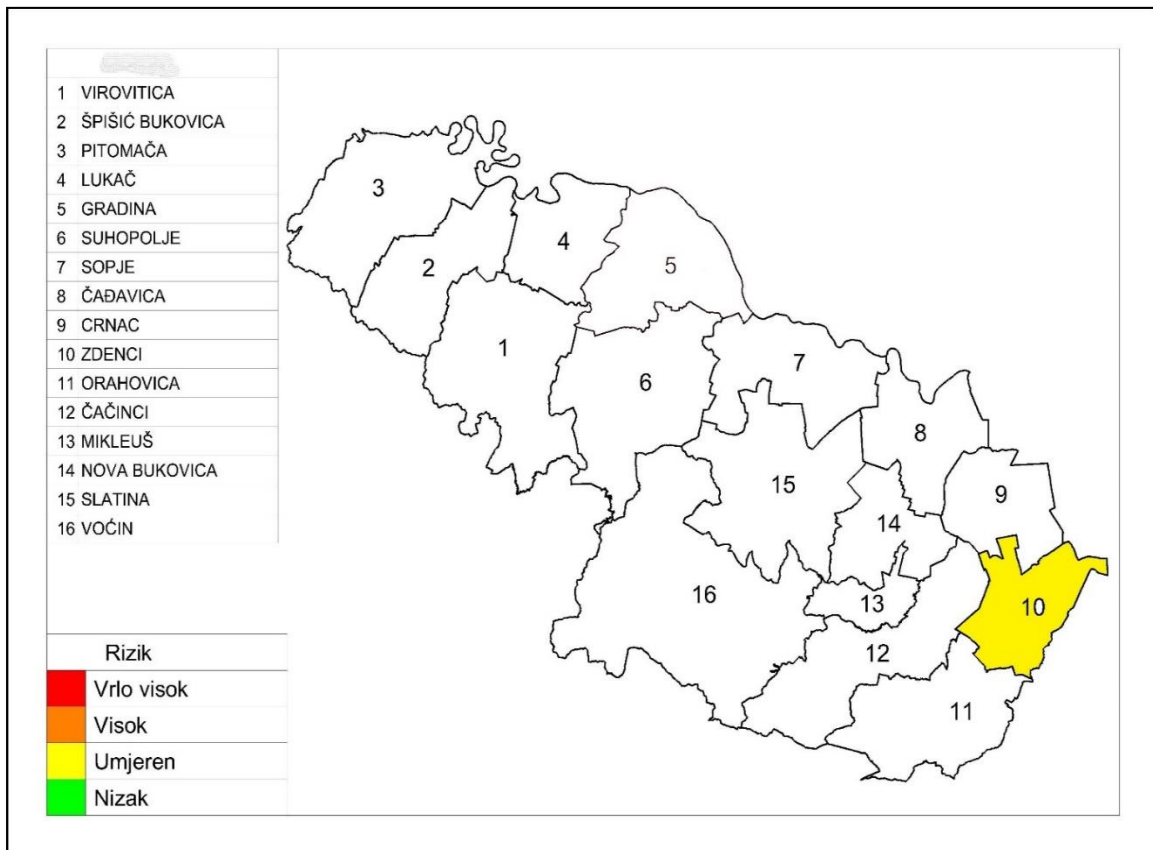 1 VIROVITICA
2 ŠPIŠIĆ BUKOVICA
3 PITOMAČA
4 LUKAČ
5 GRADINA
6 SUHOPOLJE
7 SOPJE
8 ČAĐAVICA
9 CRNAC
10 ZDENCI
11 ORAHOVICA
12 ČAČINCI
13 MIKLEUŠ
14 NOVA BUKOVICA
15 SLATINA
16 VOĆIN
Rizik
Vrlo visok
Visok
Umjeren
Nizak
3
4
2
5
1
7
6
8
15
9
14
16
13
10
12
11